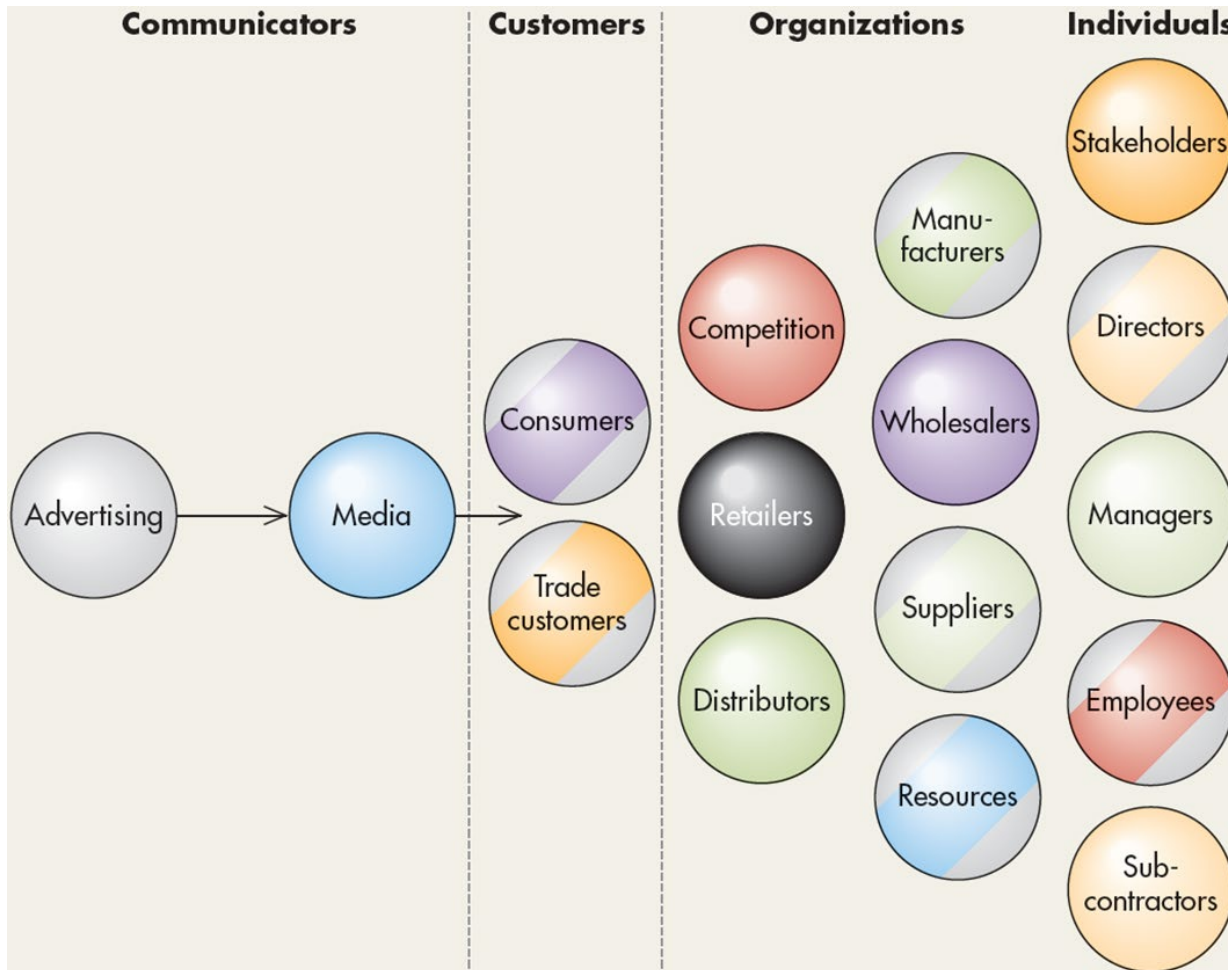 Communicators
Customers
Organizations
Individuals
Advertising
Media
Consumers
Trade
customers
Competition
Retailers
Distributors
Manu-
facturers
Wholesalers
Suppliers
Resources
Stakeholders
Directors
Managers
Employees
Sub-
contractors